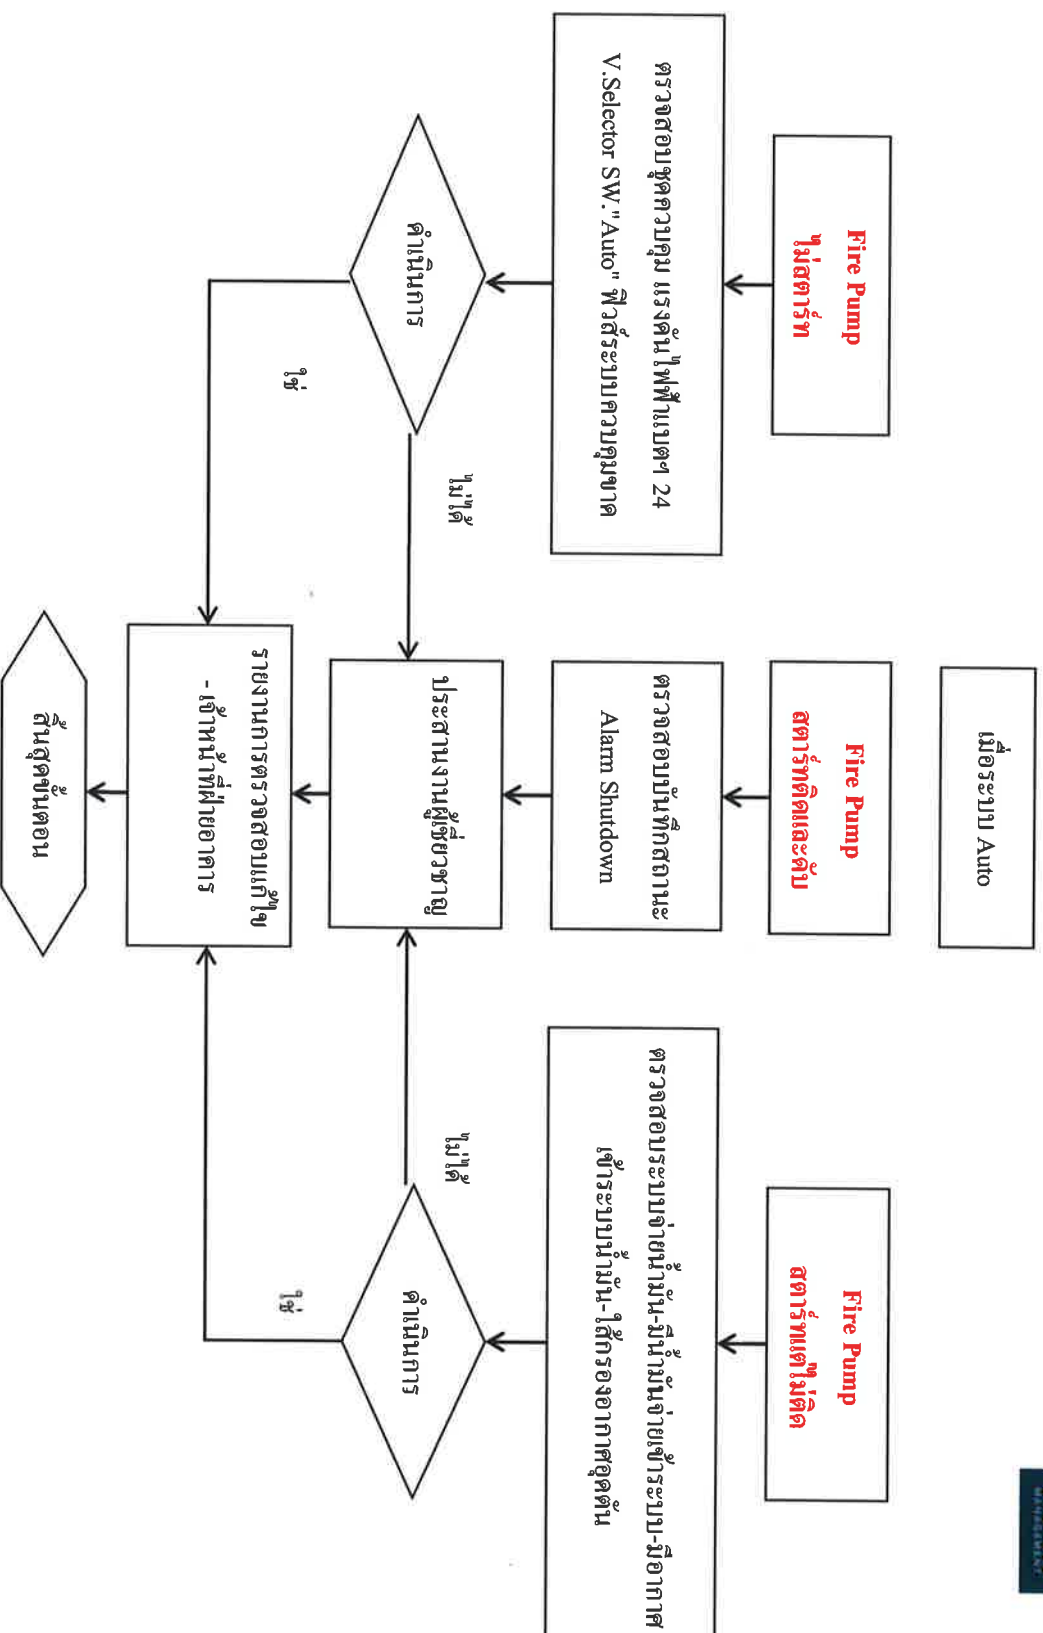 เมื่อระบบ Auto
Fire Pump
ไม่สตาร์ท
Fire Pump
สตาร์ทติดและดับ
Fire Pump
สตาร์ทแต่ไม่ติด
ตรวจสอบชุดควบคุม แรงดันไฟฟ้าแบตฯ 24
V.Selector SW."Auto" ฟิวส์ระบบควบคุมขาด
ตรวจสอบบันทึกสถานะ
Alarm Shutdown
ตรวจสอบระบบจ่ายน้ำมัน-มีน้ำมันจ่ายเข้าระบบ-มีอากาศ
เข้าระบบน้ำมัน-ไส้กรองอากาศอุดตัน
ดำเนินการ
ไม่ได้
ประสานงานผู้เชี่ยวชาญ
ไม่ได้
ดำเนินการ
ใช่
ใช่
รายงานการตรวจสอบแก้ไข
- เจ้าหน้าที่ฝ่ายอาคาร
สิ้นสุดขั้นตอน
MANAGEMENT